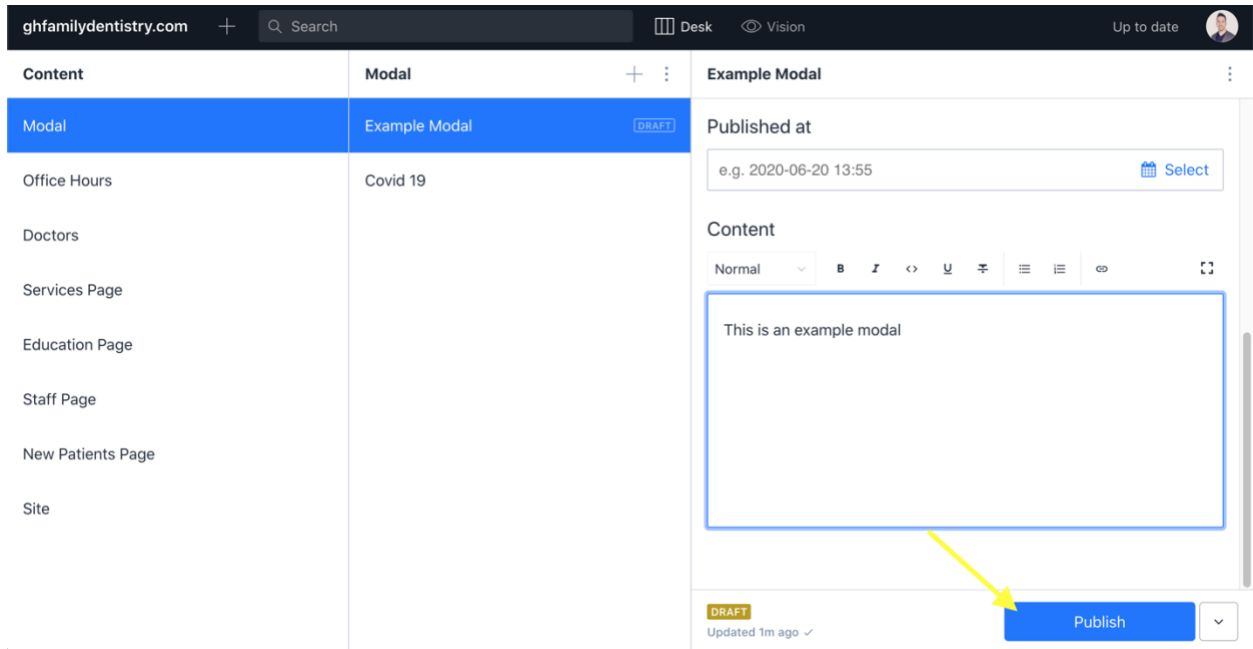 ghfamilydentistry.com Search Desk Vision Up to date
Content
Modal
Office Hours
Doctors
Services Page
Education Page
Staff Page
New Patients Page
Site
Modal
Example Modal DRAFT
Covid 19
Example Modal
Published at
e.g. 2020-06-20 13:55 Select
Content
Normal B I <> U T
This is an example modal
DRAFT
Updated 1m ago
Publish